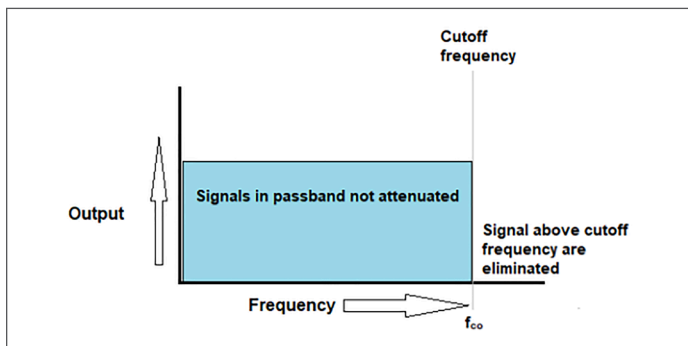 Cutoff
frequency
Signals in passband not attenuated
Output
Signal above cutoff
frequency are
eliminated
Frequency
fco